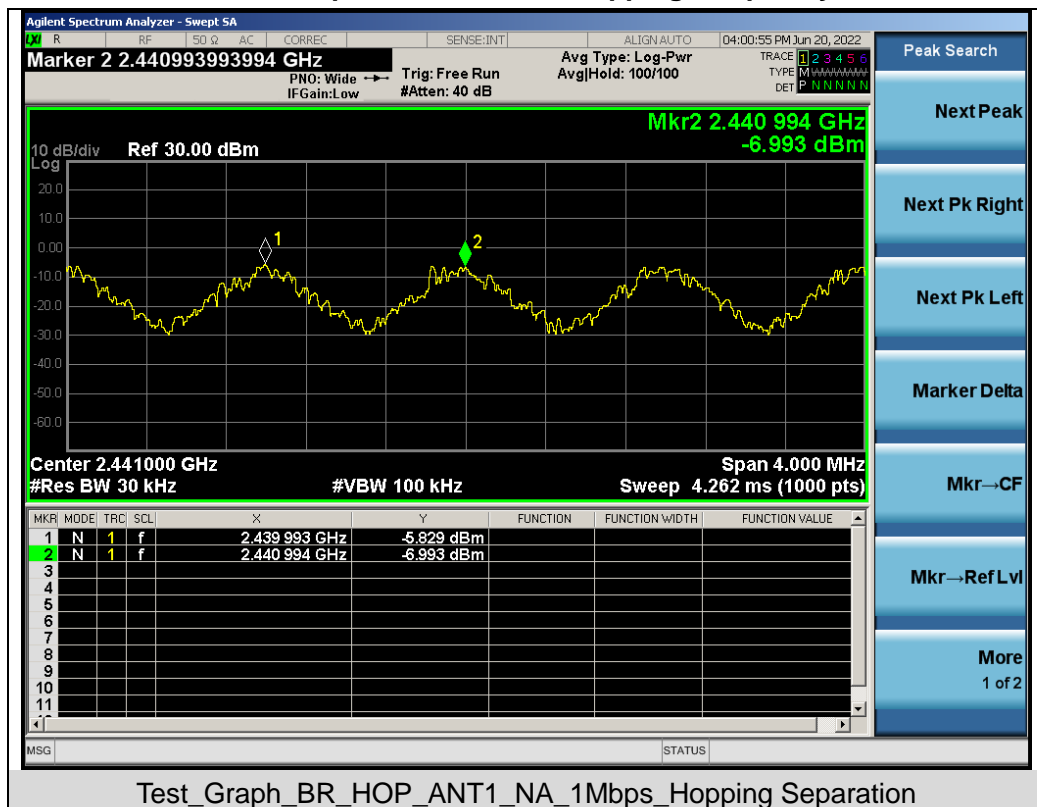 Agilent Spectrum Analyzer - Swept SA
LXI R RF 50 Ω AC CORREC SENSE:INT ALIGN AUTO 04:00:55 PM Jun 20, 2022
Marker 2 2.440993993994 GHz
PNO: Wide
IFGain:Low
Trig: Free Run
#Atten: 40 dB
Avg Type: Log-Pwr
Avg|Hold: 100/100
TRACE 1 2 3 4 5 6
TYPE M WWWWW
DET P N N N N N
Peak Search
Mkr2 2.440 994 GHz
-6.993 dBm
10 dB/div Ref 30.00 dBm
Log
20.0
10.0
0.00
-10.0
-20.0
-30.0
-40.0
-50.0
-60.0
1
2
Center 2.441000 GHz Span 4.000 MHz
#Res BW 30 kHz #VBW 100 kHz Sweep 4.262 ms (1000 pts)
MKR MODE TRC SCL X Y FUNCTION FUNCTION WIDTH FUNCTION VALUE
1 N 1 f 2.439 993 GHz -5.829 dBm
2 N 1 f 2.440 994 GHz -6.993 dBm
3
4
5
6
7
8
9
10
11
Next Peak
Next Pk Right
Next Pk Left
Marker Delta
Mkr→CF
Mkr→Ref Lvl
More
1 of 2
MSG STATUS
Test_Graph_BR_HOP_ANT1_NA_1Mbps_Hopping Separation